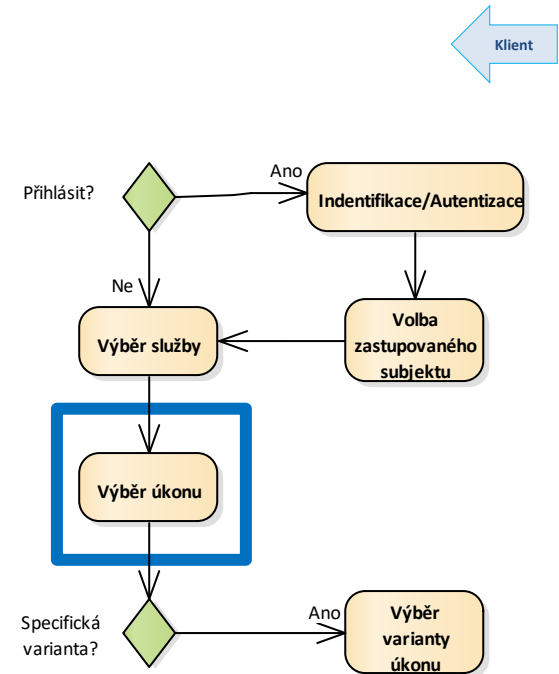 Klient
Přihlásit?
Ano
Indentifikace/Autentizace
Ne
Výběr služby
Volba
zastupovaného
subjektu
Výběr úkonu
Specifická
varianta?
Ano
Výběr
varianty
úkonu